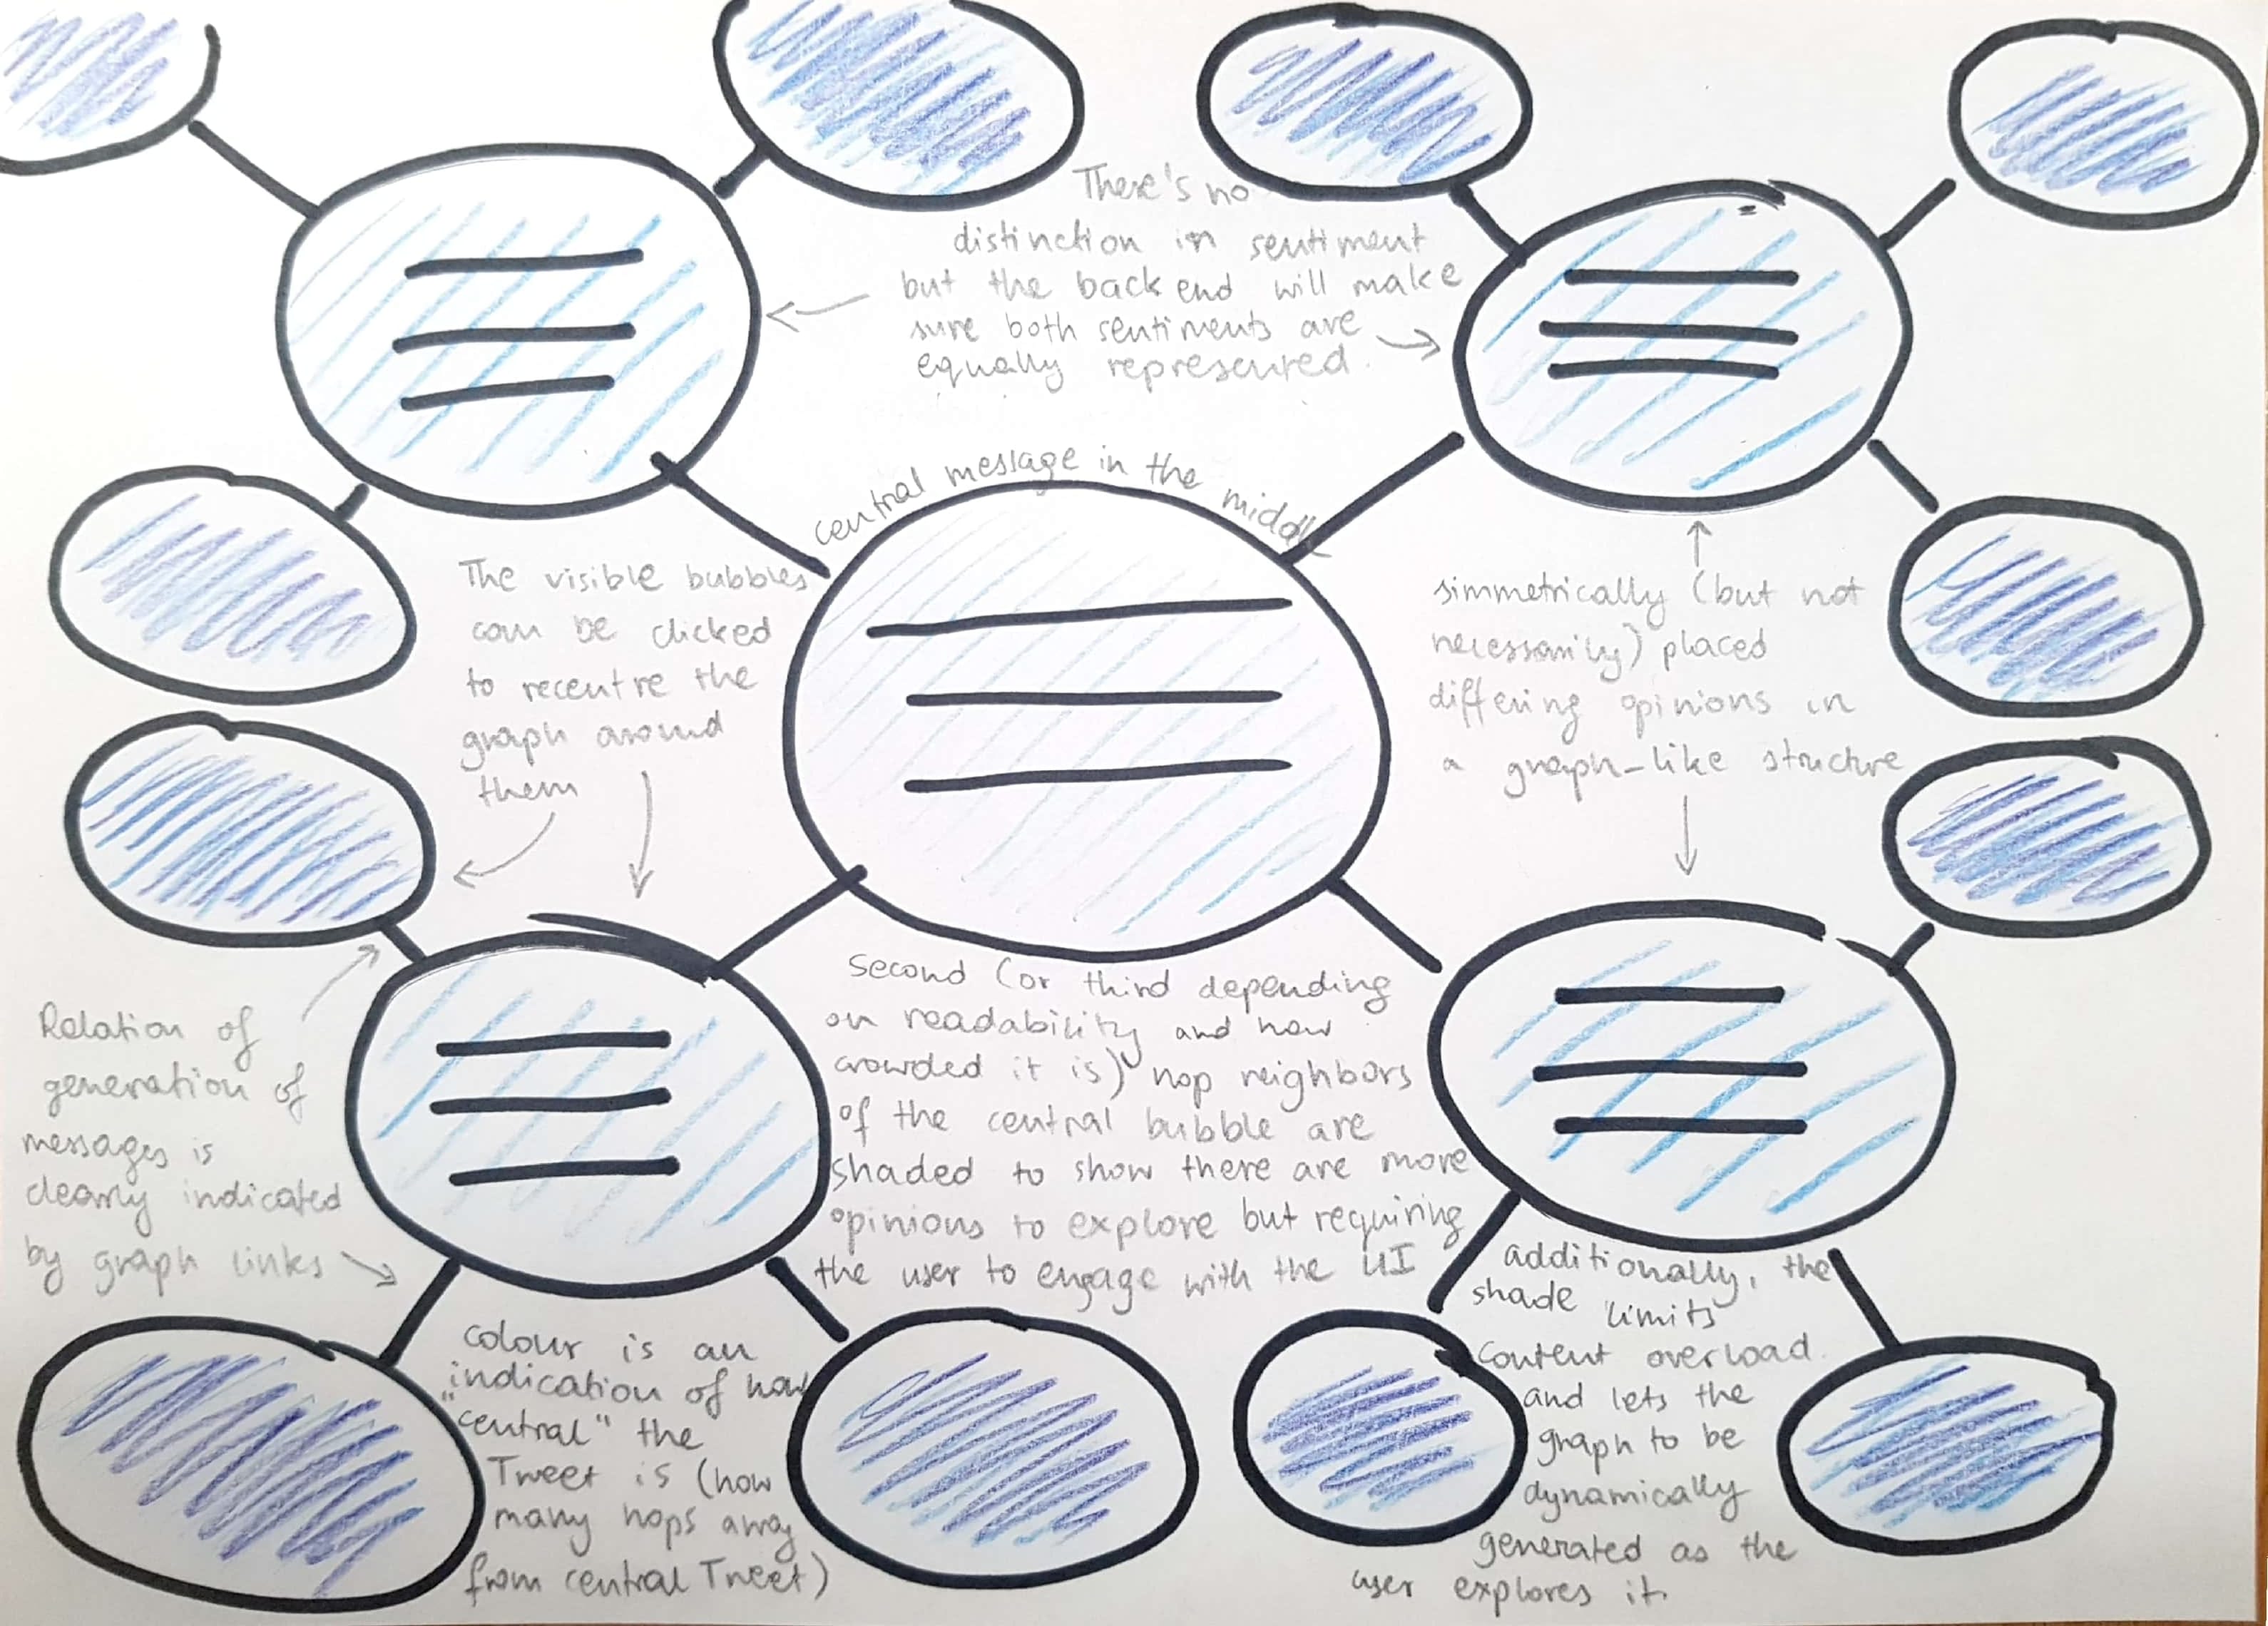 There's no
distinction in sentiment
but the back end will make
sure both sentiments are
equally represented.
central message in the middle
The visible bubbles
can be clicked
to recentre the
graph around
them
simmetrically (but not
necessarily) placed
differing opinions in
a graph-like structure
Relation of
generation of
messages is
clearly indicated
by graph links
Second (or third depending
on readability and how
crowded it is) hop neighbors
of the central bubble are
shaded to show there are more
opinions to explore but requiring
the user to engage with the UI
colour is an
indication of how
"central" the
Tweet is (how
many hops away
from central Tweet)
additionally, the
shade limits
content overload
and lets the
graph to be
dynamically
generated as the
user explores it.